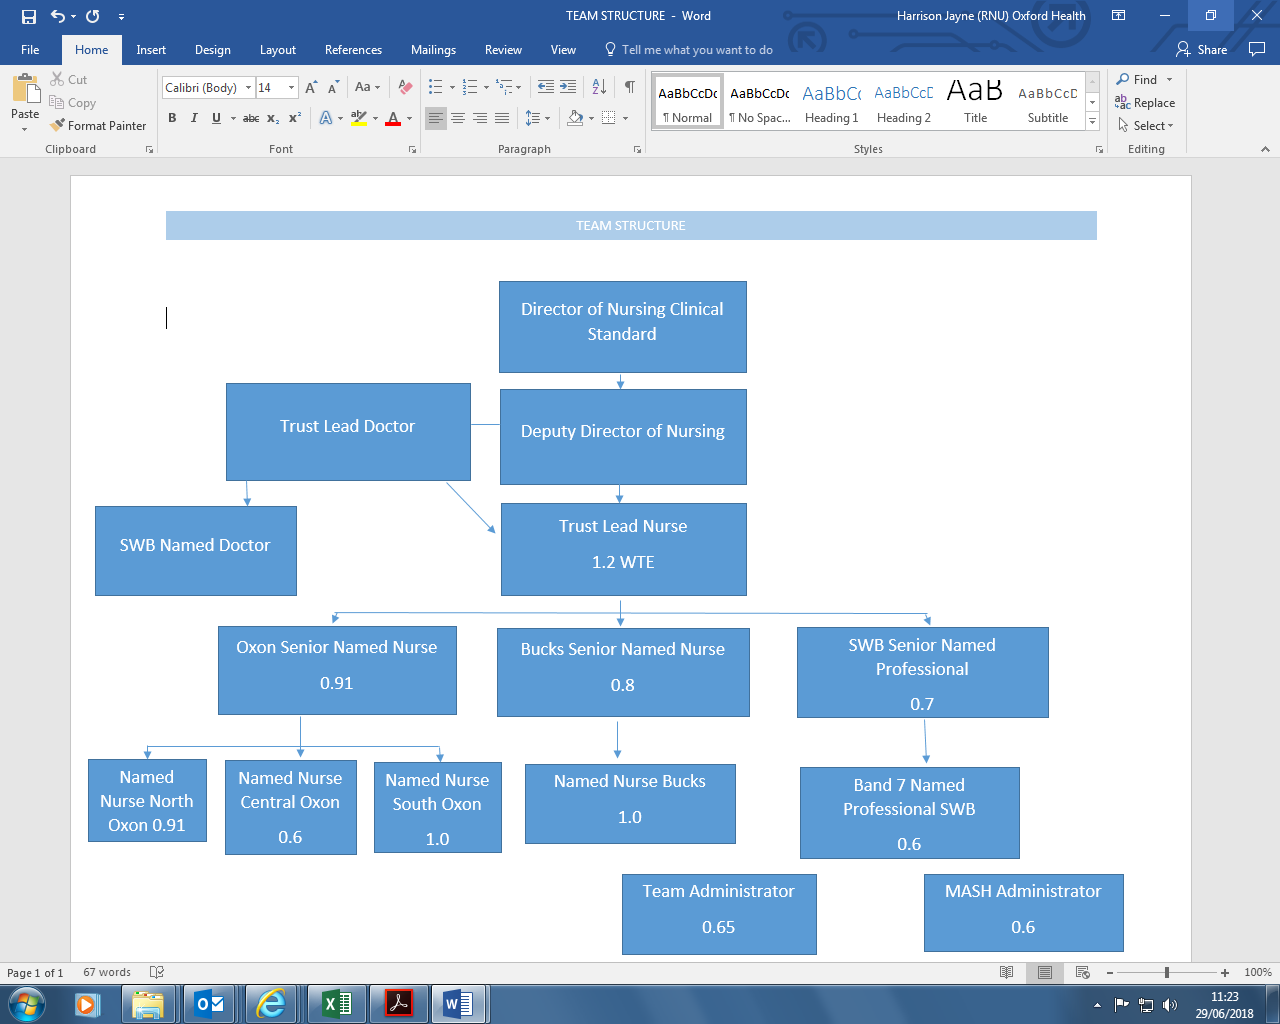 TEAM STRUCTURE - Word
Harrison Jayne (RNU) Oxford Health
File
Home
Insert
Design
Layout
References
Mailings
Review
View
Tell me what you want to do
Share
Paste
Cut
Copy
Format Painter
Clipboard
Calibri (Body)
14
Aa
B I U abc x₂ x²
A
ab
A
Font
Paragraph
AaBbCcDc
¶ Normal
AaBbCcDc
¶ No Spac...
AaBbCc
Heading 1
AaBbCcD
Heading 2
AaB
Title
AaBbCcD
Subtitle
Styles
Find
Replace
Select
Editing
TEAM STRUCTURE
Director of Nursing Clinical
Standard
Trust Lead Doctor
Deputy Director of Nursing
SWB Named Doctor
Trust Lead Nurse
1.2 WTE
Oxon Senior Named Nurse
0.91
Bucks Senior Named Nurse
0.8
SWB Senior Named
Professional
0.7
Named
Nurse North
Oxon 0.91
Named Nurse
Central Oxon
0.6
Named Nurse
South Oxon
1.0
Named Nurse Bucks
1.0
Band 7 Named
Professional SWB
0.6
Team Administrator
0.65
MASH Administrator
0.6
Page 1 of 1
67 words
100%
11:23
29/06/2018